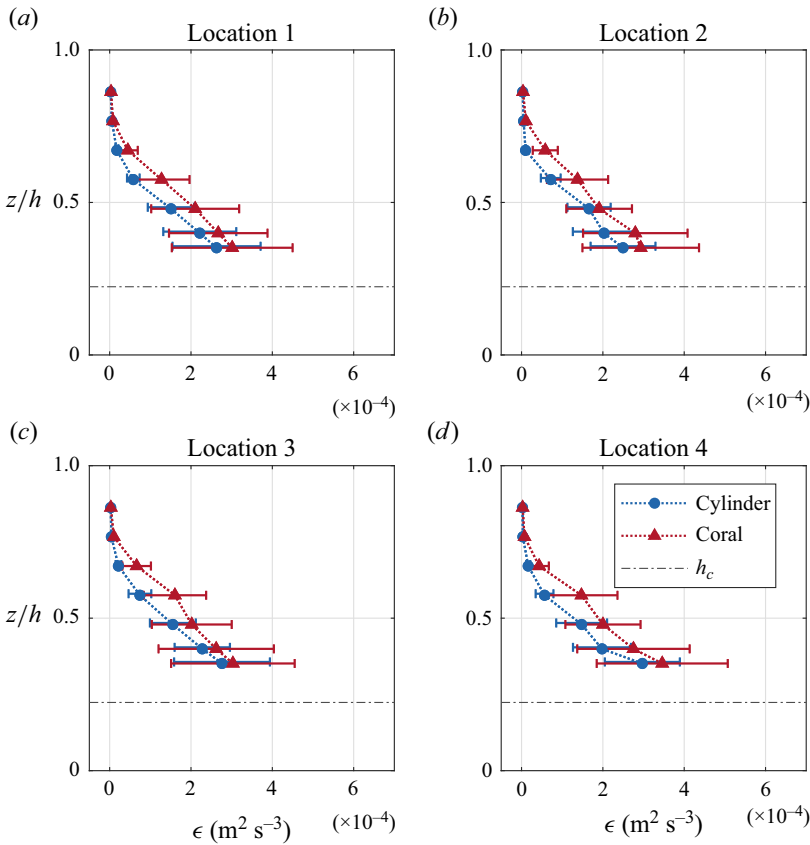 (a)
Location 1
1.0
z/h
0.5
0
0
2
4
6
(×10⁻⁴)
(b)
Location 2
1.0
0.5
0
0
2
4
6
(×10⁻⁴)
(c)
Location 3
1.0
z/h
0.5
0
0
2
4
6
ϵ (m² s⁻³)
(×10⁻⁴)
(d)
Location 4
1.0
Cylinder
Coral
h_c
0.5
0
0
2
4
6
ϵ (m² s⁻³)
(×10⁻⁴)